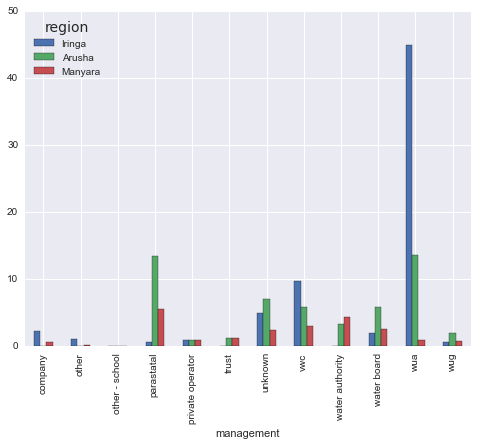 50
40
30
20
10
0
region
Iringa
Arusha
Manyara
company
other
other - school
parastatal
private operator
trust
unknown
vwc
water authority
water board
wua
wug
management